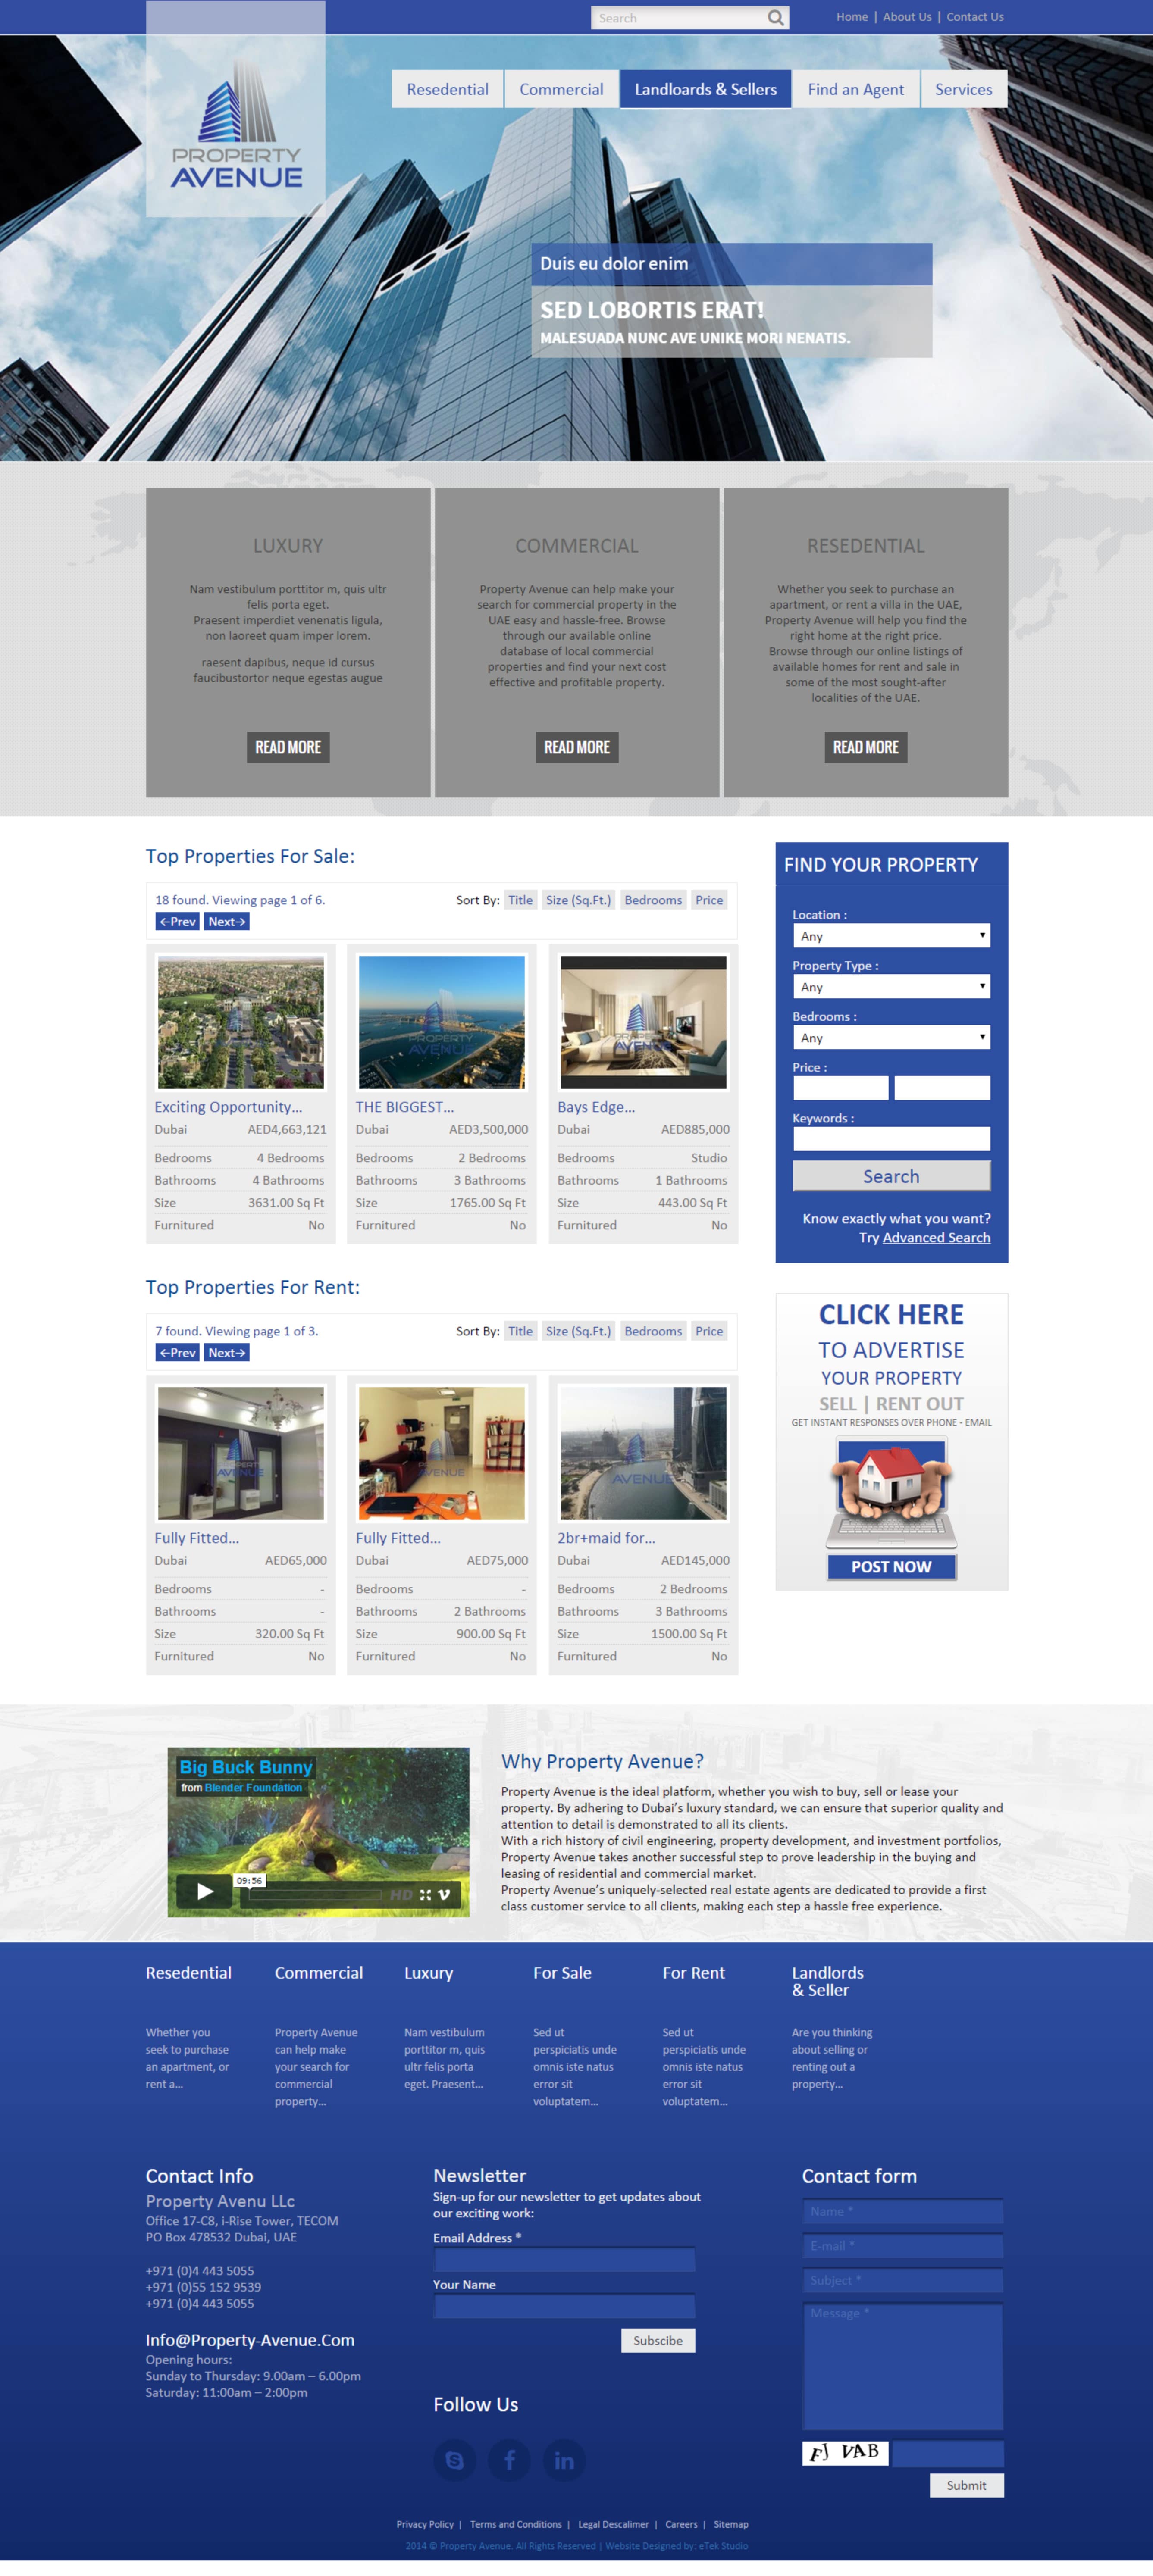 Search
Home | About Us | Contact Us
PROPERTY
AVENUE
Resedential
Commercial
Landloards & Sellers
Find an Agent
Services
Duis eu dolor enim
SED LOBORTIS ERAT!
MALESUADA NUNC AVE UNIKE MORI NENATIS.
LUXURY
Nam vestibulum porttitor m, quis ultr
felis porta eget.
Praesent imperdiet venenatis ligula,
non laoreet quam imper lorem.
raesent dapibus, neque id cursus
faucibustortor neque egestas augue
READ MORE
COMMERCIAL
Property Avenue can help make your
search for commercial property in the
UAE easy and hassle-free. Browse
through our available online
database of local commercial
properties and find your next cost
effective and profitable property.
READ MORE
RESEDENTIAL
Whether you seek to purchase an
apartment, or rent a villa in the UAE,
Property Avenue will help you find the
right home at the right price.
Browse through our online listings of
available homes for rent and sale in
some of the most sought-after
localities of the UAE.
READ MORE
Top Properties For Sale:
18 found. Viewing page 1 of 6.
←Prev Next→
Sort By: Title Size (Sq.Ft.) Bedrooms Price
Exciting Opportunity...
Dubai AED4,663,121
Bedrooms 4 Bedrooms
Bathrooms 4 Bathrooms
Size 3631.00 Sq Ft
Furnitured No
PROPERTY
AVENUE
THE BIGGEST...
Dubai AED3,500,000
Bedrooms 2 Bedrooms
Bathrooms 3 Bathrooms
Size 1765.00 Sq Ft
Furnitured No
PROPERTY
AVENUE
Bays Edge...
Dubai AED885,000
Bedrooms Studio
Bathrooms 1 Bathrooms
Size 443.00 Sq Ft
Furnitured No
FIND YOUR PROPERTY
Location :
Any
Property Type :
Any
Bedrooms :
Any
Price :
Keywords :
Search
Know exactly what you want?
Try Advanced Search
Top Properties For Rent:
7 found. Viewing page 1 of 3.
←Prev Next→
Sort By: Title Size (Sq.Ft.) Bedrooms Price
AVENUE
Fully Fitted...
Dubai AED65,000
Bedrooms -
Bathrooms -
Size 320.00 Sq Ft
Furnitured No
AVENUE
Fully Fitted...
Dubai AED75,000
Bedrooms -
Bathrooms 2 Bathrooms
Size 900.00 Sq Ft
Furnitured No
AVENUE
2br+maid for...
Dubai AED145,000
Bedrooms 2 Bedrooms
Bathrooms 3 Bathrooms
Size 1500.00 Sq Ft
Furnitured No
CLICK HERE
TO ADVERTISE
YOUR PROPERTY
SELL | RENT OUT
GET INSTANT RESPONSES OVER PHONE - EMAIL
POST NOW
Big Buck Bunny
from Blender Foundation
09:56
HD
Why Property Avenue?
Property Avenue is the ideal platform, whether you wish to buy, sell or lease your
property. By adhering to Dubai's luxury standard, we can ensure that superior quality and
attention to detail is demonstrated to all its clients.
With a rich history of civil engineering, property development, and investment portfolios,
Property Avenue takes another successful step to prove leadership in the buying and
leasing of residential and commercial market.
Property Avenue's uniquely-selected real estate agents are dedicated to provide a first
class customer service to all clients, making each step a hassle free experience.
Resedential
Whether you
seek to purchase
an apartment, or
rent a...
Commercial
Property Avenue
can help make
your search for
commercial
property...
Luxury
Nam vestibulum
porttitor m, quis
ultr felis porta
eget. Praesent...
For Sale
Sed ut
perspiciatis unde
omnis iste natus
error sit
voluptatem...
For Rent
Sed ut
perspiciatis unde
omnis iste natus
error sit
voluptatem...
Landlords
& Seller
Are you thinking
about selling or
renting out a
property...
Contact Info
Property Avenu LLc
Office 17-C8, i-Rise Tower, TECOM
PO Box 478532 Dubai, UAE
+971 (0)4 443 5055
+971 (0)55 152 9539
+971 (0)4 443 5055
Info@Property-Avenue.Com
Opening hours:
Sunday to Thursday: 9.00am – 6.00pm
Saturday: 11:00am – 2:00pm
Newsletter
Sign-up for our newsletter to get updates about
our exciting work:
Email Address *
Your Name
Subscibe
Follow Us
Contact form
Name *
E-mail *
Subject *
Message *
FJ VAB
Submit
Privacy Policy | Terms and Conditions | Legal Descalimer | Careers | Sitemap
2014 © Property Avenue. All Rights Reserved | Website Designed by: eTek Studio